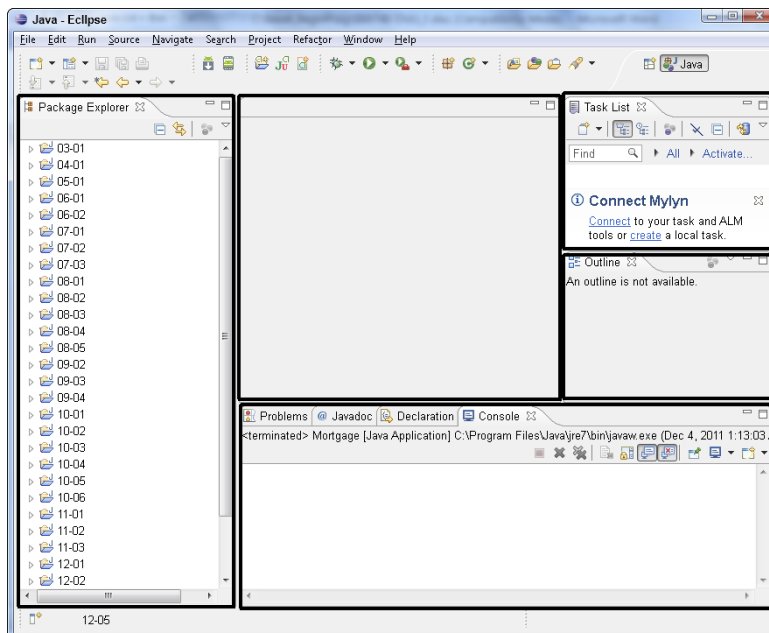 Java - Eclipse
File Edit Run Source Navigate Search Project Refactor Window Help
Java
Package Explorer
03-01
04-01
05-01
06-01
06-02
07-01
07-02
07-03
08-01
08-02
08-03
08-04
08-05
09-02
09-03
09-04
10-01
10-02
10-03
10-04
10-05
10-06
11-01
11-02
11-03
12-01
12-02
Task List
Find All Activate...
Connect Mylyn
Connect to your task and ALM
tools or create a local task.
Outline
An outline is not available.
Problems @ Javadoc Declaration Console
<terminated> Mortgage [Java Application] C:\Program Files\Java\jre7\bin\javaw.exe (Dec 4, 2011 1:13:03
12-05